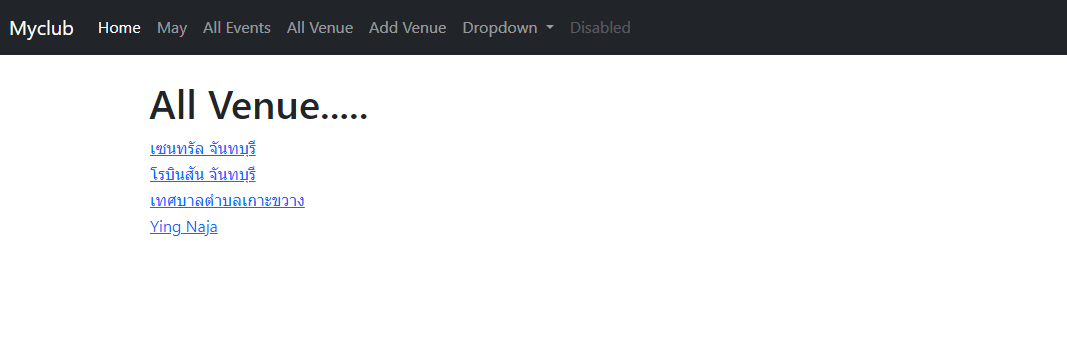 Myclub Home May All Events All Venue Add Venue Dropdown Disabled
All Venue.....
เซนทรัล จันทบุรี
โรบินสัน จันทบุรี
เทศบาลตำบลเกาะขวาง
Ying Naja